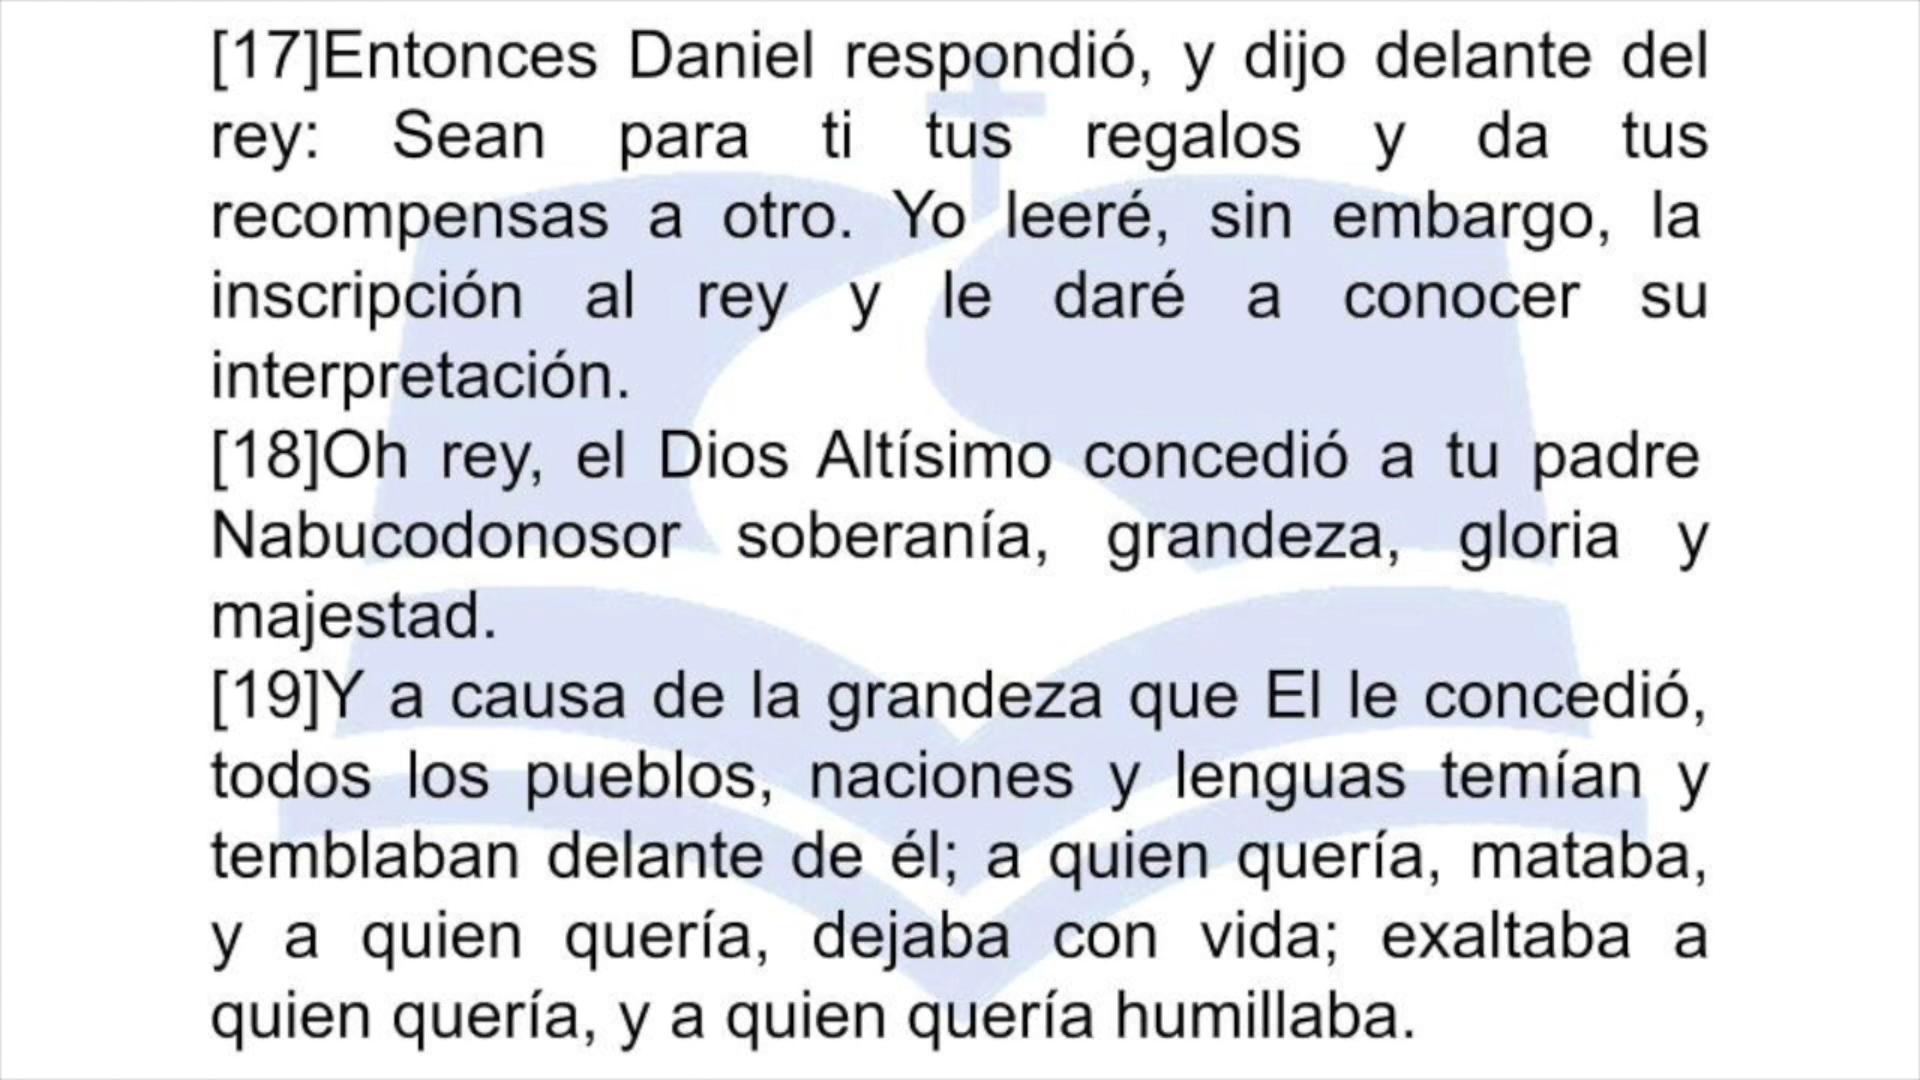 [17]Entonces Daniel respondió, y dijo delante del
rey: Sean para ti tus regalos y da tus
recompensas a otro. Yo leeré, sin embargo, la
inscripción al rey y le daré a conocer su
interpretación.
[18]Oh rey, el Dios Altísimo concedió a tu padre
Nabucodonosor soberanía, grandeza, gloria y
majestad.
[19]Y a causa de la grandeza que El le concedió,
todos los pueblos, naciones y lenguas temían y
temblaban delante de él; a quien quería, mataba,
y a quien quería, dejaba con vida; exaltaba a
quien quería, y a quien quería humillaba.